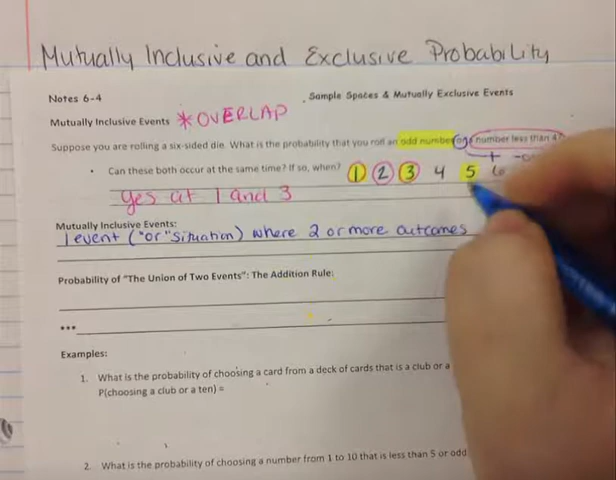 Mutually Inclusive and Exclusive Probability
Notes 6-4
Sample Spaces & Mutually Exclusive Events
Mutually Inclusive Events *OVERLAP
Suppose you are rolling a six-sided die. What is the probability that you roll an odd number or number less than 4?
• Can these both occur at the same time? If so, when? 1 2 3 4 5 6
yes at 1 and 3
Mutually Inclusive Events:
1 event ("or" situation) where 2 or more outcomes
Probability of "The Union of Two Events": The Addition Rule:
•••
Examples:
1. What is the probability of choosing a card from a deck of cards that is a club or a
P(choosing a club or a ten) =
2. What is the probability of choosing a number from 1 to 10 that is less than 5 or odd